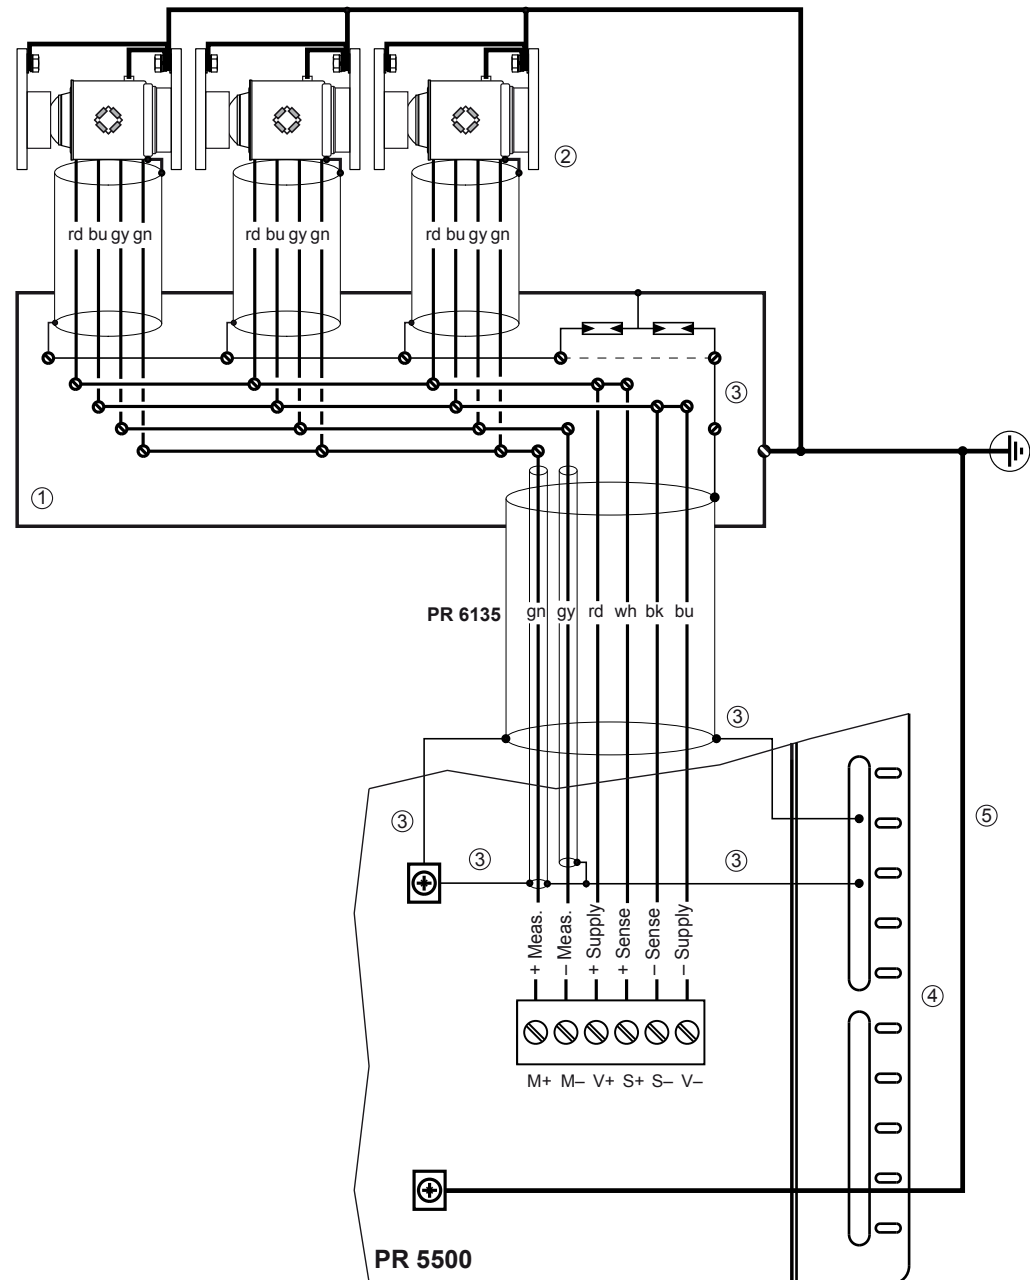 ②
rd bu gy gn
rd bu gy gn
rd bu gy gn
③
①
PR 6135
gn gy rd wh bk bu
③
③
③
③
⑤
+ Meas.
– Meas.
+ Supply
+ Sense
– Sense
– Supply
④
M+ M– V+ S+ S– V–
PR 5500